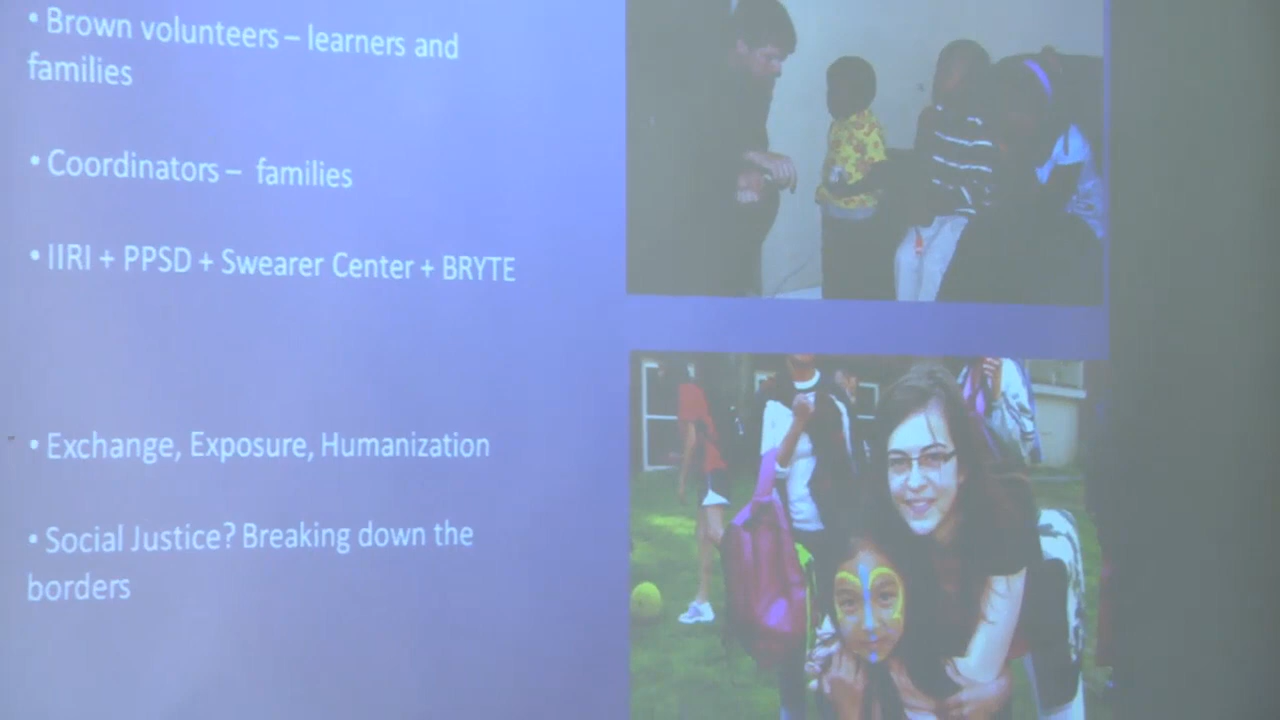 • Brown volunteers – learners and
families
• Coordinators – families
• IIRI + PPSD + Swearer Center + BRYTE
• Exchange, Exposure, Humanization
• Social Justice? Breaking down the
borders